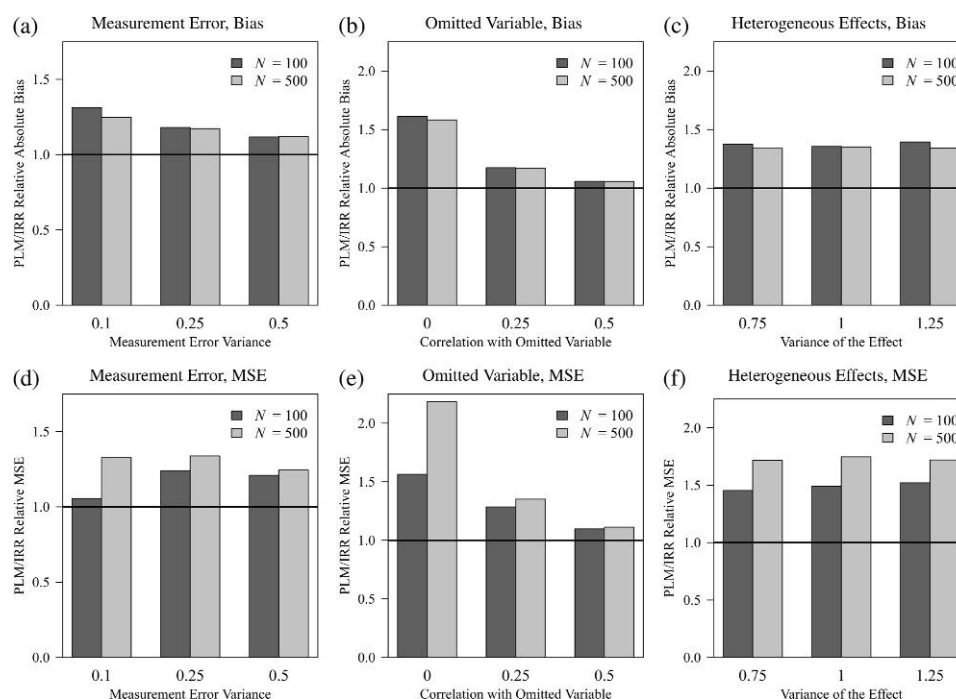 (a) Measurement Error, Bias
PLM/IRR Relative Absolute Bias
1.5
1.0
0.5
0.0
N = 100
N = 500
0.1 0.25 0.5
Measurement Error Variance
(b) Omitted Variable, Bias
PLM/IRR Relative Absolute Bias
2.0
1.5
1.0
0.5
0.0
N = 100
N = 500
0 0.25 0.5
Correlation with Omitted Variable
(c) Heterogeneous Effects, Bias
PLM/IRR Relative Absolute Bias
2.0
1.5
1.0
0.5
0.0
N = 100
N = 500
0.75 1 1.25
Variance of the Effect
(d) Measurement Error, MSE
PLM/IRR Relative MSE
1.5
1.0
0.5
0.0
N = 100
N = 500
0.1 0.25 0.5
Measurement Error Variance
(e) Omitted Variable, MSE
PLM/IRR Relative MSE
2.0
1.5
1.0
0.5
0.0
N = 100
N = 500
0 0.25 0.5
Correlation with Omitted Variable
(f) Heterogeneous Effects, MSE
PLM/IRR Relative MSE
2.0
1.5
1.0
0.5
0.0
N = 100
N = 500
0.75 1 1.25
Variance of the Effect